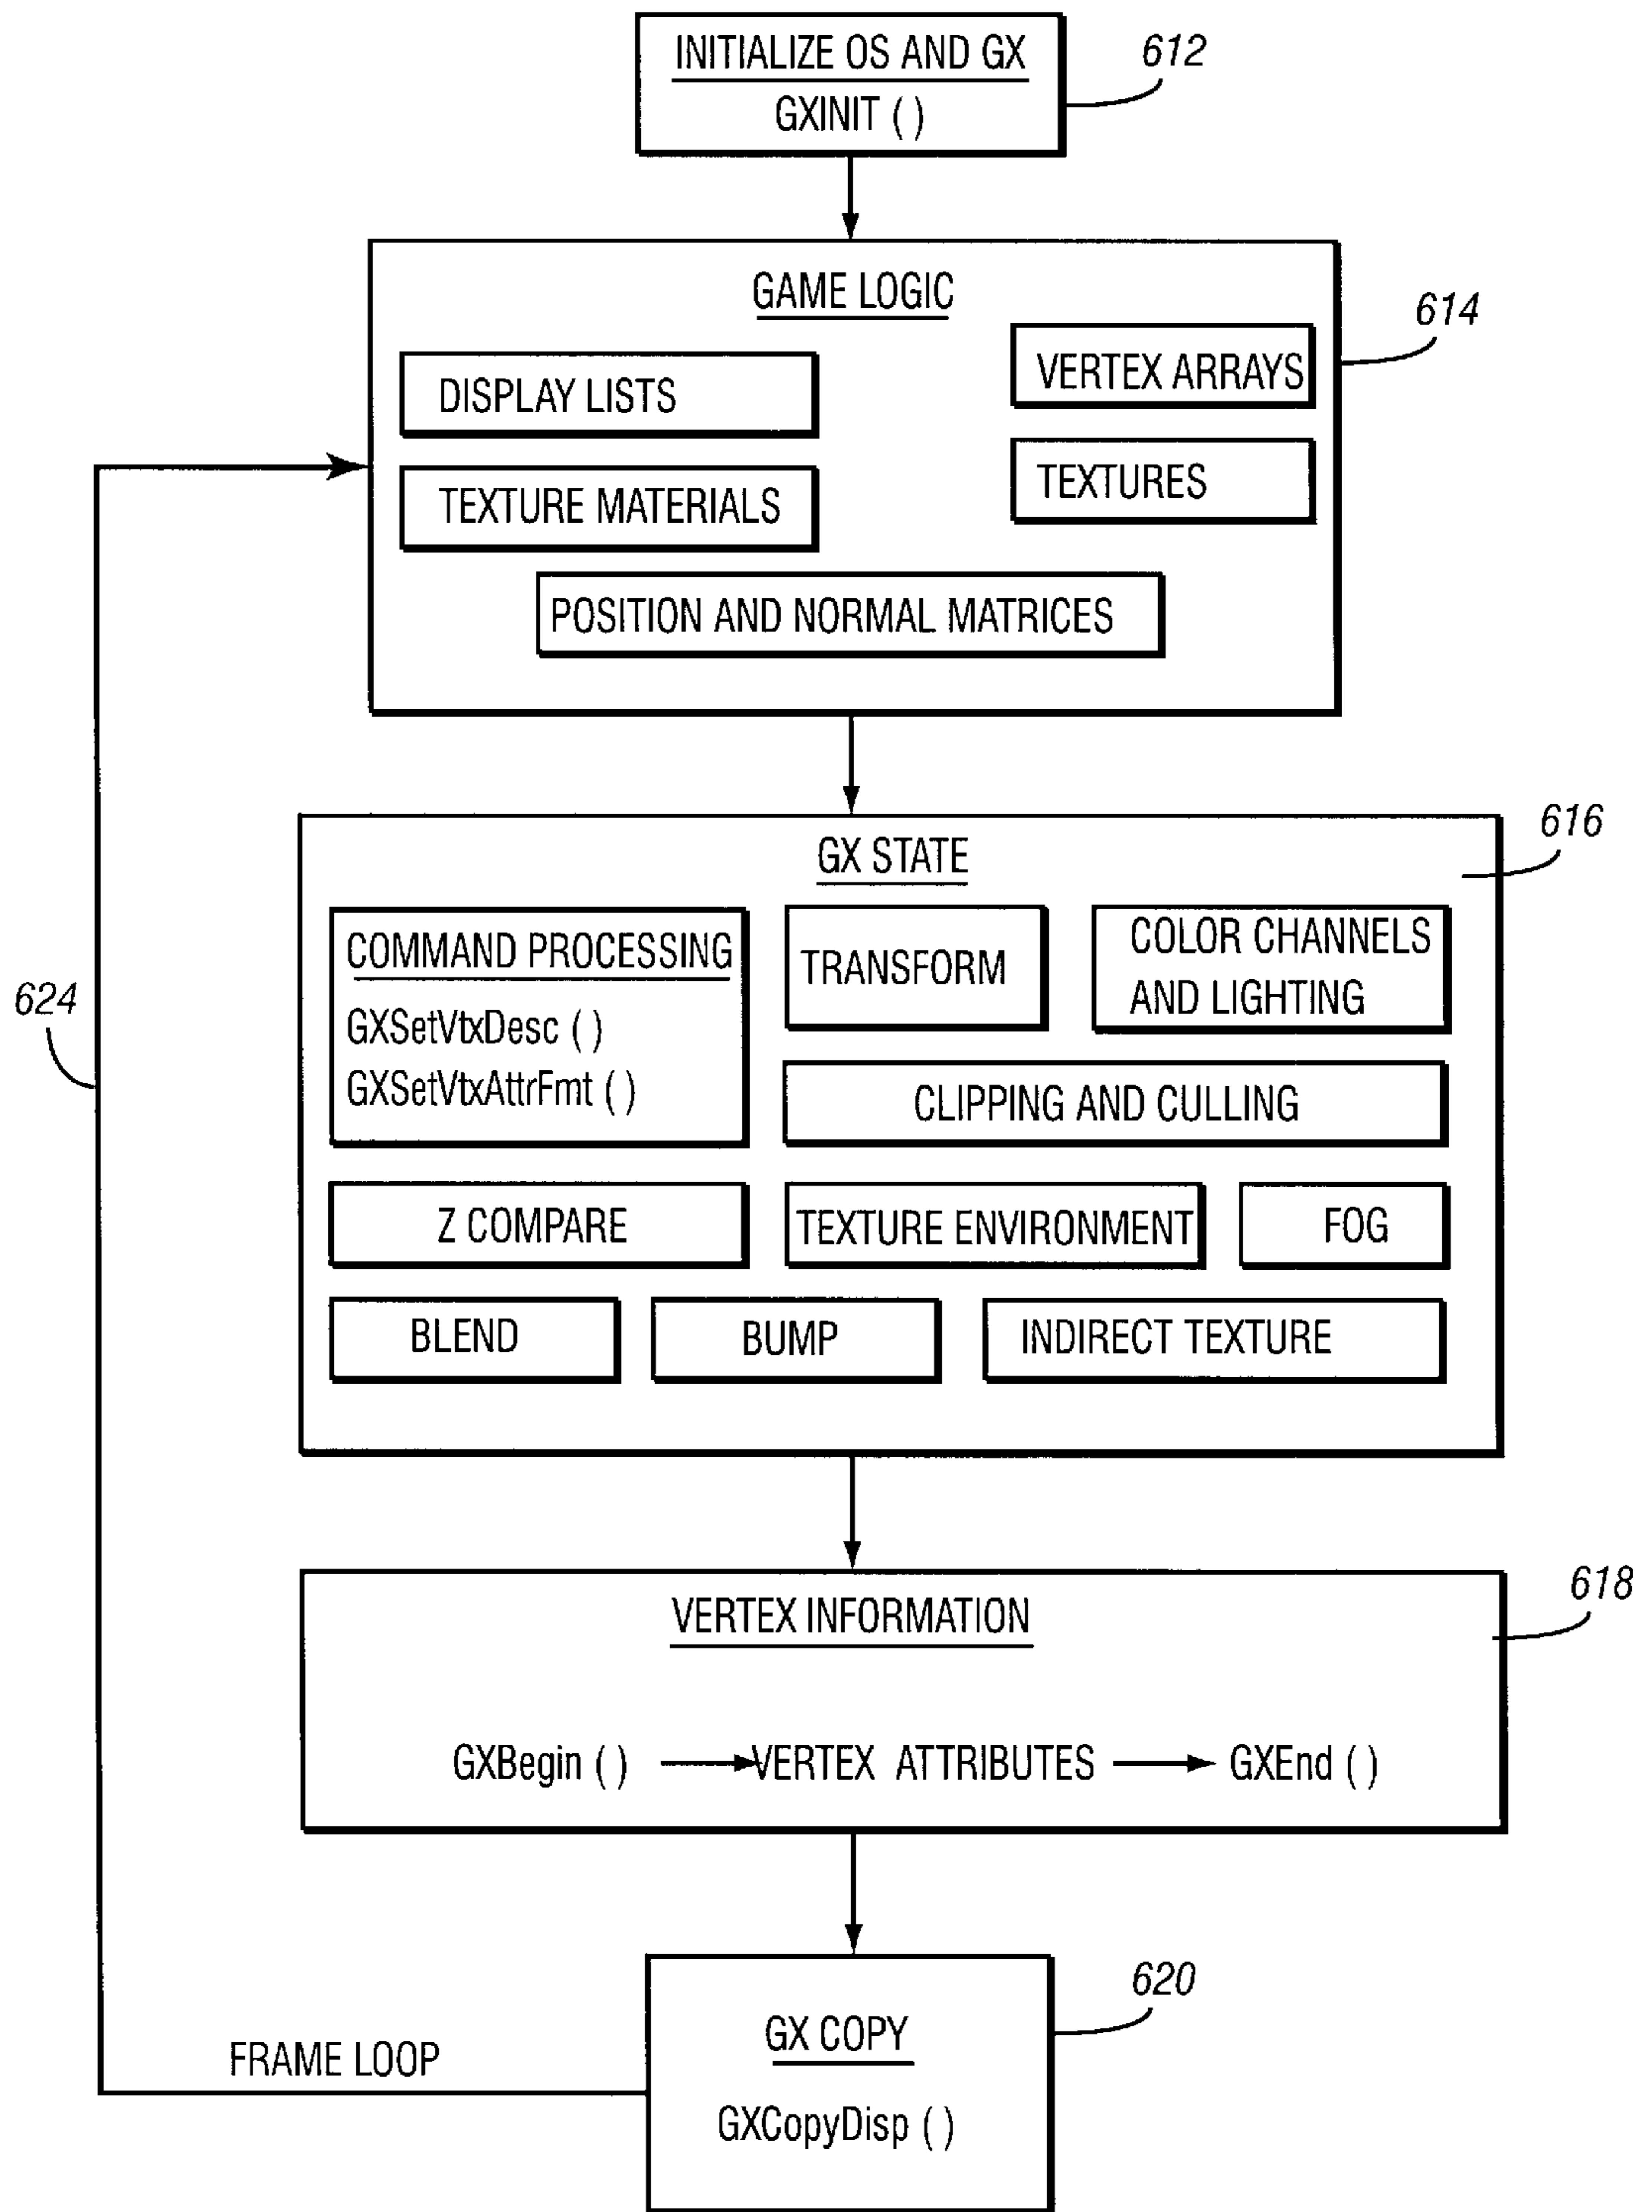 INITIALIZE OS AND GX
GXINIT ( )
612
GAME LOGIC
614
DISPLAY LISTS
VERTEX ARRAYS
TEXTURE MATERIALS
TEXTURES
POSITION AND NORMAL MATRICES
GX STATE
616
COMMAND PROCESSING
GXSetVtxDesc ( )
GXSetVtxAttrFmt ( )
TRANSFORM
COLOR CHANNELS
AND LIGHTING
CLIPPING AND CULLING
Z COMPARE
TEXTURE ENVIRONMENT
FOG
BLEND
BUMP
INDIRECT TEXTURE
624
VERTEX INFORMATION
618
GXBegin ( ) VERTEX ATTRIBUTES GXEnd ( )
GX COPY
620
GXCopyDisp ( )
FRAME LOOP